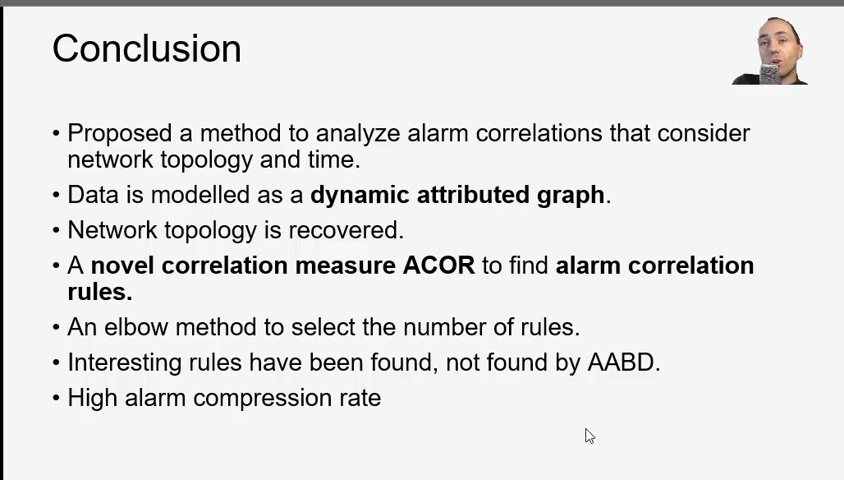 Conclusion
• Proposed a method to analyze alarm correlations that consider
network topology and time.
• Data is modelled as a dynamic attributed graph.
• Network topology is recovered.
• A novel correlation measure ACOR to find alarm correlation
rules.
• An elbow method to select the number of rules.
• Interesting rules have been found, not found by AABD.
• High alarm compression rate